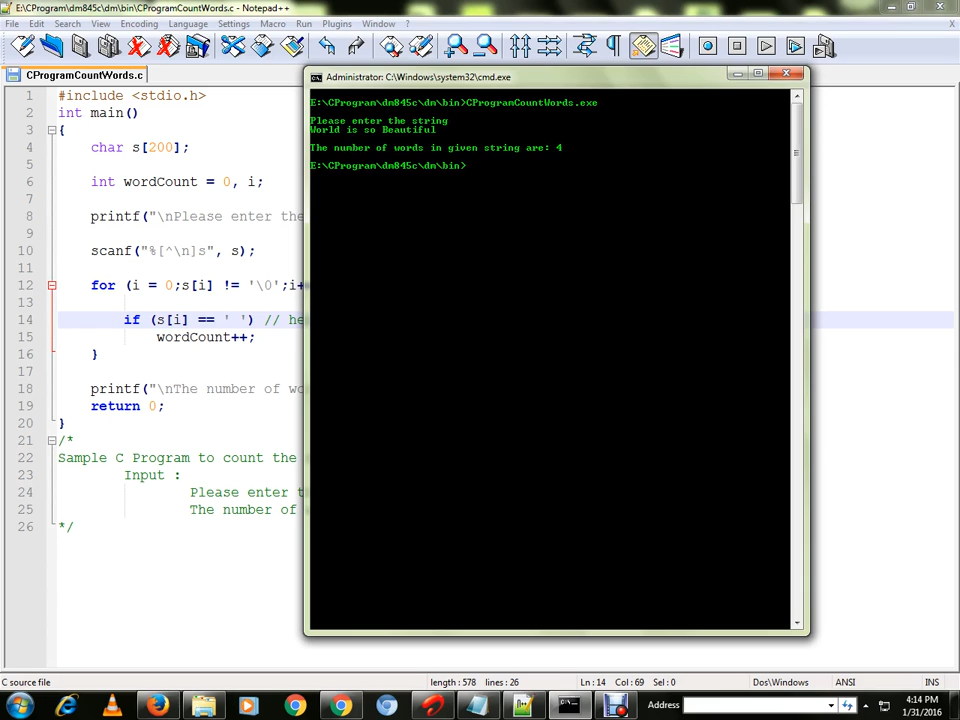 E:\CProgram\dm845c\dm\bin\CProgramCountWords.c - Notepad++
File Edit Search View Encoding Language Settings Macro Run Plugins Window ?
X
CProgramCountWords.c
1 #include <stdio.h>
2 int main()
3 {
4 char s[200];
5
6 int wordCount = 0, i;
7
8 printf("\nPlease enter the
9
10 scanf("%[^\n]s", s);
11
12 for (i = 0;s[i] != '\0';i+
13
14 if (s[i] == ' ') // he
15 wordCount++;
16 }
17
18 printf("\nThe number of wo
19 return 0;
20 }
21 /*
22 Sample C Program to count the
23 Input :
24 Please enter t
25 The number of
26 */
Administrator: C:\Windows\system32\cmd.exe
E:\CProgram\dm845c\dm\bin>CProgramCountWords.exe
Please enter the string
World is so Beautiful
The number of words in given string are: 4
E:\CProgram\dm845c\dm\bin>
C source file length : 578 lines : 26 Ln : 14 Col : 69 Sel : 0 Dos\Windows ANSI INS
Address
4:14 PM
1/31/2016